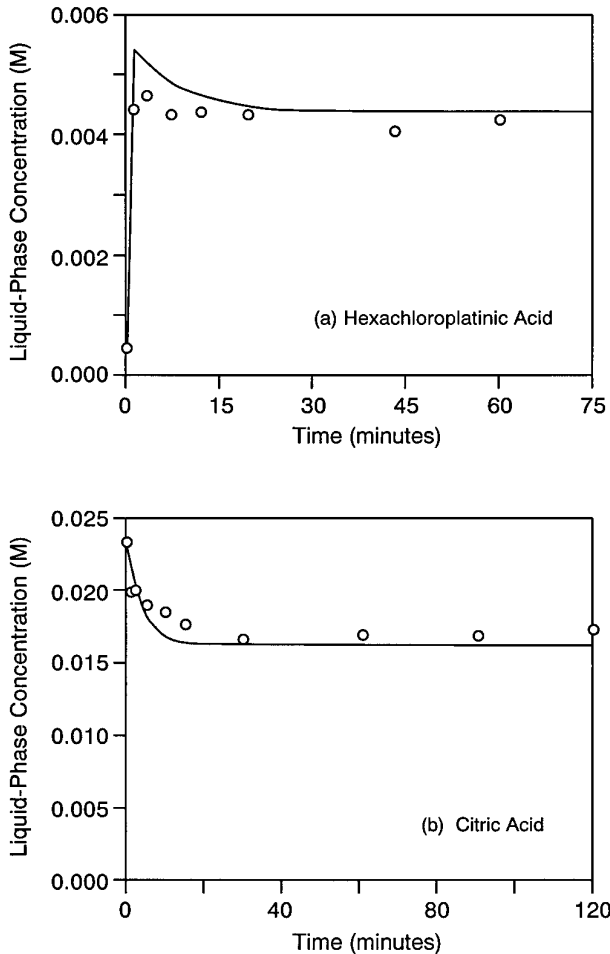 0.006
0.004
0.002
0.000
Liquid-Phase Concentration (M)
(a) Hexachloroplatinic Acid
0 15 30 45 60 75
Time (minutes)
0.025
0.020
0.015
0.010
0.005
0.000
Liquid-Phase Concentration (M)
(b) Citric Acid
0 40 80 120
Time (minutes)